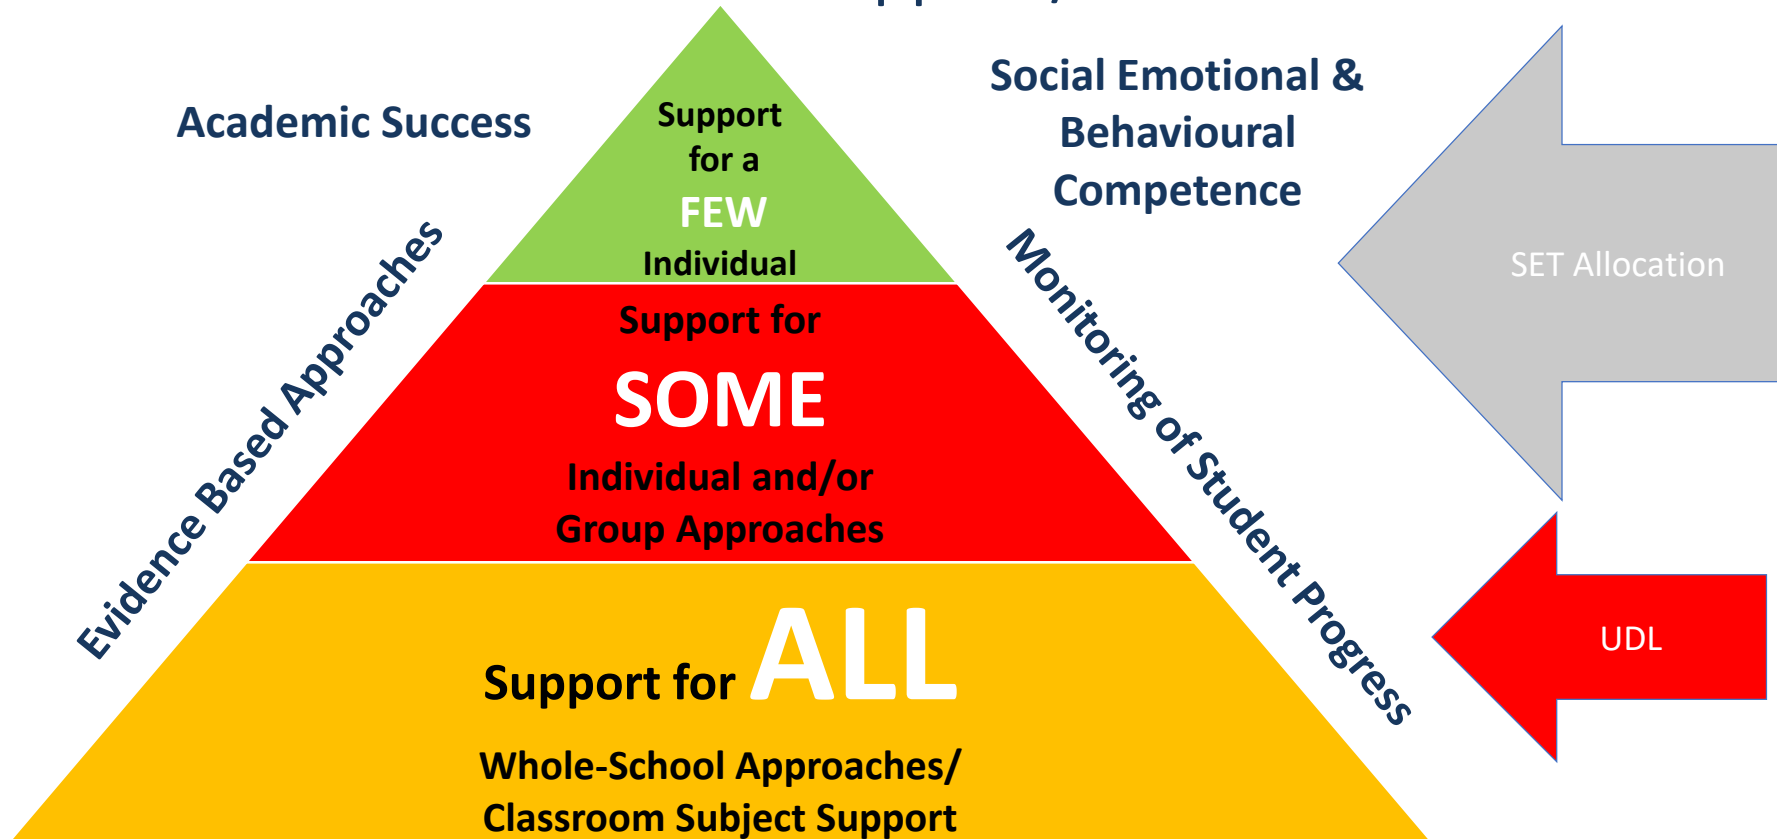 Academic Success
Social Emotional &
Behavioural
Competence
Support
for a
FEW
Individual
Evidence Based Approaches
Monitoring of Student Progress
SET Allocation
Support for
SOME
Individual and/or
Group Approaches
UDL
Support for ALL
Whole-School Approaches/
Classroom Subject Support